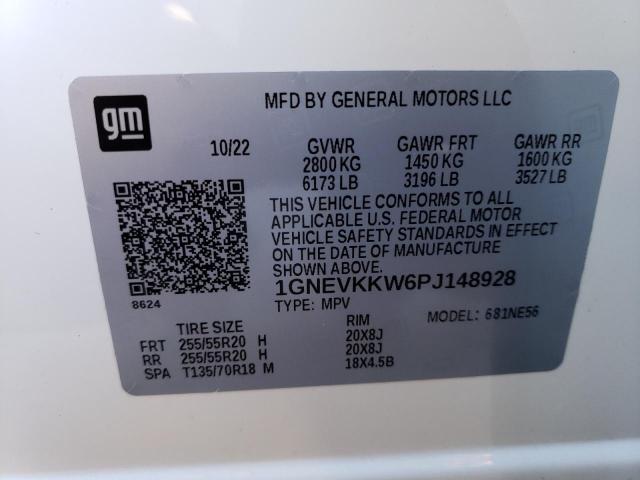 gm
MFD BY GENERAL MOTORS LLC
10/22 GVWR GAWR FRT GAWR RR
2800 KG 1450 KG 1600 KG
6173 LB 3196 LB 3527 LB
THIS VEHICLE CONFORMS TO ALL
APPLICABLE U.S. FEDERAL MOTOR
VEHICLE SAFETY STANDARDS IN EFFECT
ON THE DATE OF MANUFACTURE
SHOWN ABOVE.
1GNEVKKW6PJ148928
8624
TYPE: MPV
MODEL: 681NE56
TIRE SIZE RIM
FRT 255/55R20 H 20X8J
RR 255/55R20 H 20X8J
SPA T135/70R18 M 18X4.5B